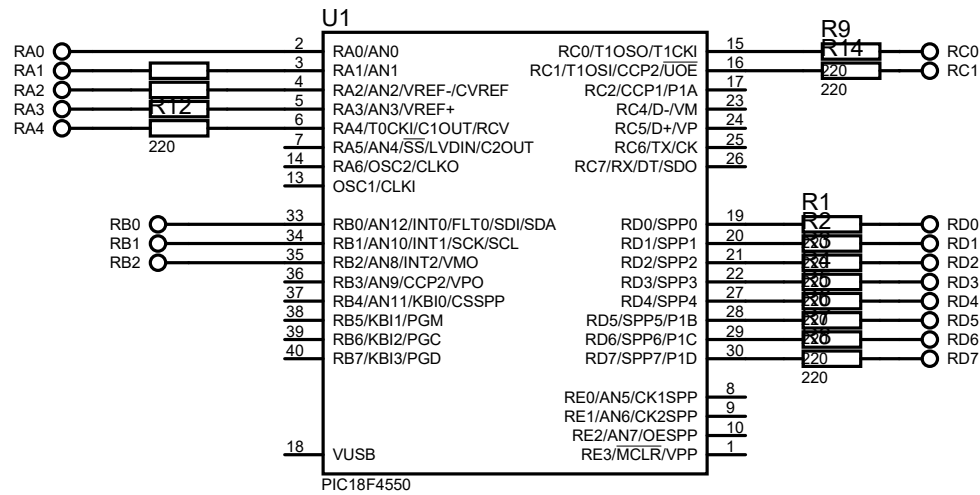 U1
RA0 2 RA0/AN0 RC0/T1OSO/T1CKI 15 R9 RC0
RA1 3 RA1/AN1 RC1/T1OSI/CCP2/UOE 16 R14 220 RC1
RA2 4 RA2/AN2/VREF-/CVREF RC2/CCP1/P1A 17 220
RA3 R12 5 RA3/AN3/VREF+ RC4/D-/VM 23
RA4 6 RA4/T0CKI/C1OUT/RCV RC5/D+/VP 24
220 7 RA5/AN4/SS/LVDIN/C2OUT RC6/TX/CK 25
14 RA6/OSC2/CLKO RC7/RX/DT/SDO 26
13 OSC1/CLKI
RB0 33 RB0/AN12/INT0/FLT0/SDI/SDA RD0/SPP0 19 R1 RD0
RB1 34 RB1/AN10/INT1/SCK/SCL RD1/SPP1 20 R2 RD1
RB2 35 RB2/AN8/INT2/VMO RD2/SPP2 21 RD2
36 RB3/AN9/CCP2/VPO RD3/SPP3 22 RD3
37 RB4/AN11/KBI0/CSSPP RD4/SPP4 27 RD4
38 RB5/KBI1/PGM RD5/SPP5/P1B 28 RD5
39 RB6/KBI2/PGC RD6/SPP6/P1C 29 RD6
40 RB7/KBI3/PGD RD7/SPP7/P1D 30 220 RD7
220
RE0/AN5/CK1SPP 8
RE1/AN6/CK2SPP 9
RE2/AN7/OESPP 10
18 VUSB RE3/MCLR/VPP 1
PIC18F4550